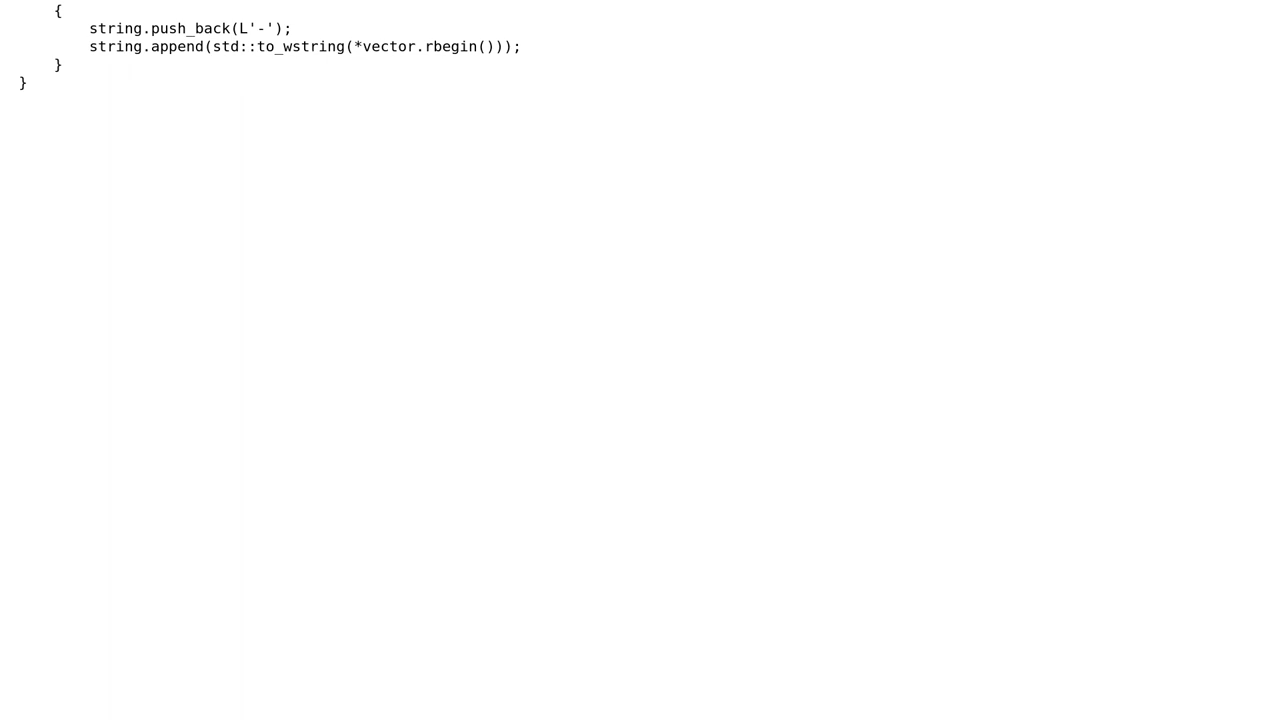 {
        string.push_back(L'-');
        string.append(std::to_wstring(*vector.rbegin()));
    }
}